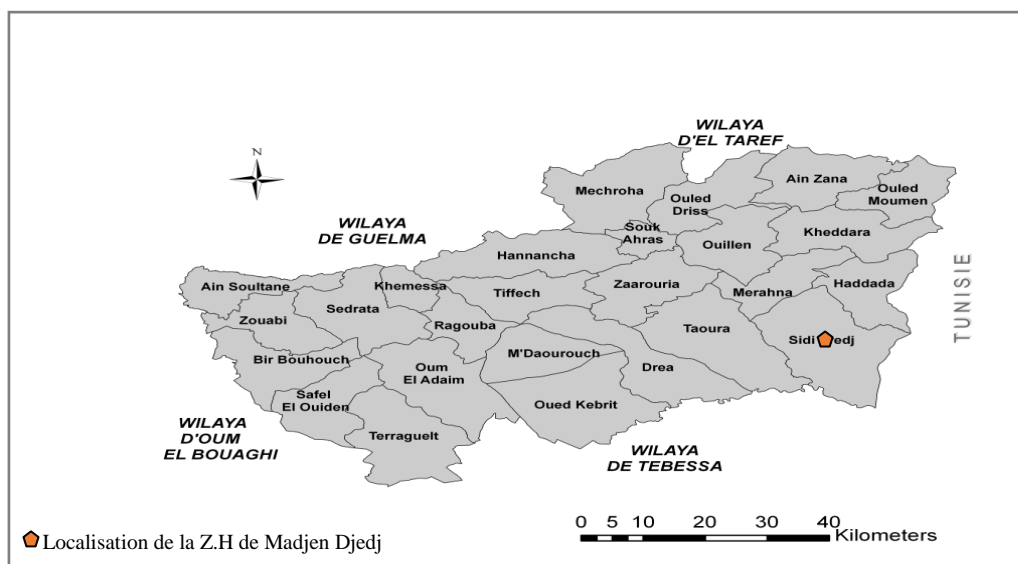 WILAYA
D'EL TAREF
Ain Zana
Mechroha
Ouled
Moumen
Ouled
Driss
WILAYA
DE GUELMA
Souk
Ahras
Kheddara
Ouillen
Hannancha
Ain Soultane
Khemessa
Zaarouria
Haddada
Merahna
Tiffech
Sedrata
Zouabi
Ragouba
Taoura
Sidi edj
TUNISIE
M'Daourouch
Bir Bouhouch
Oum
El Adaim
Drea
Safel
El Ouiden
Oued Kebrit
WILAYA
D'OUM
EL BOUAGHI
Terraguelt
WILAYA
DE TEBESSA
N
0 5 10 20 30 40
Kilometers
Localisation de la Z.H de Madjen Djedj